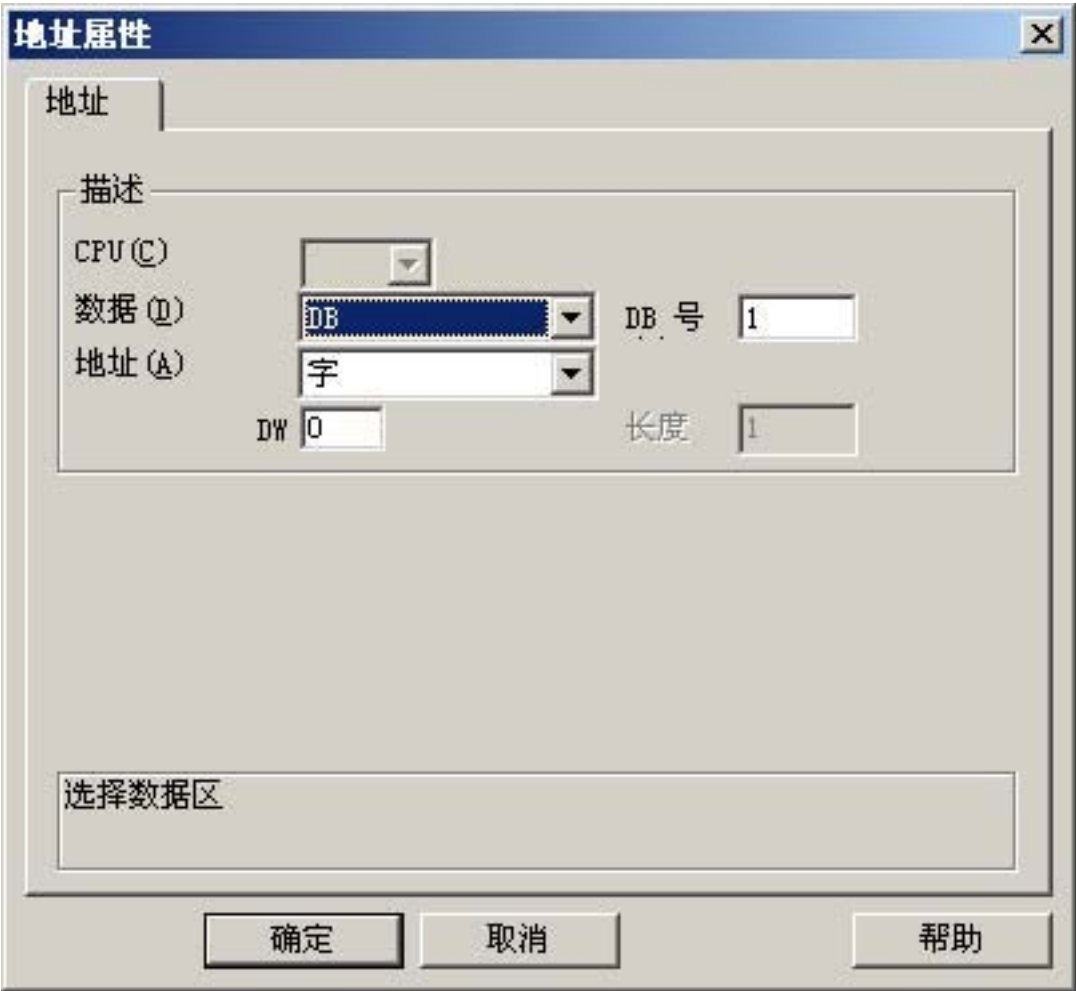 地址属性
地址
描述
CPU(C)
数据(D) DB DB 号 1
地址(A) 字
DW 0 长度 1
选择数据区
确定 取消 帮助